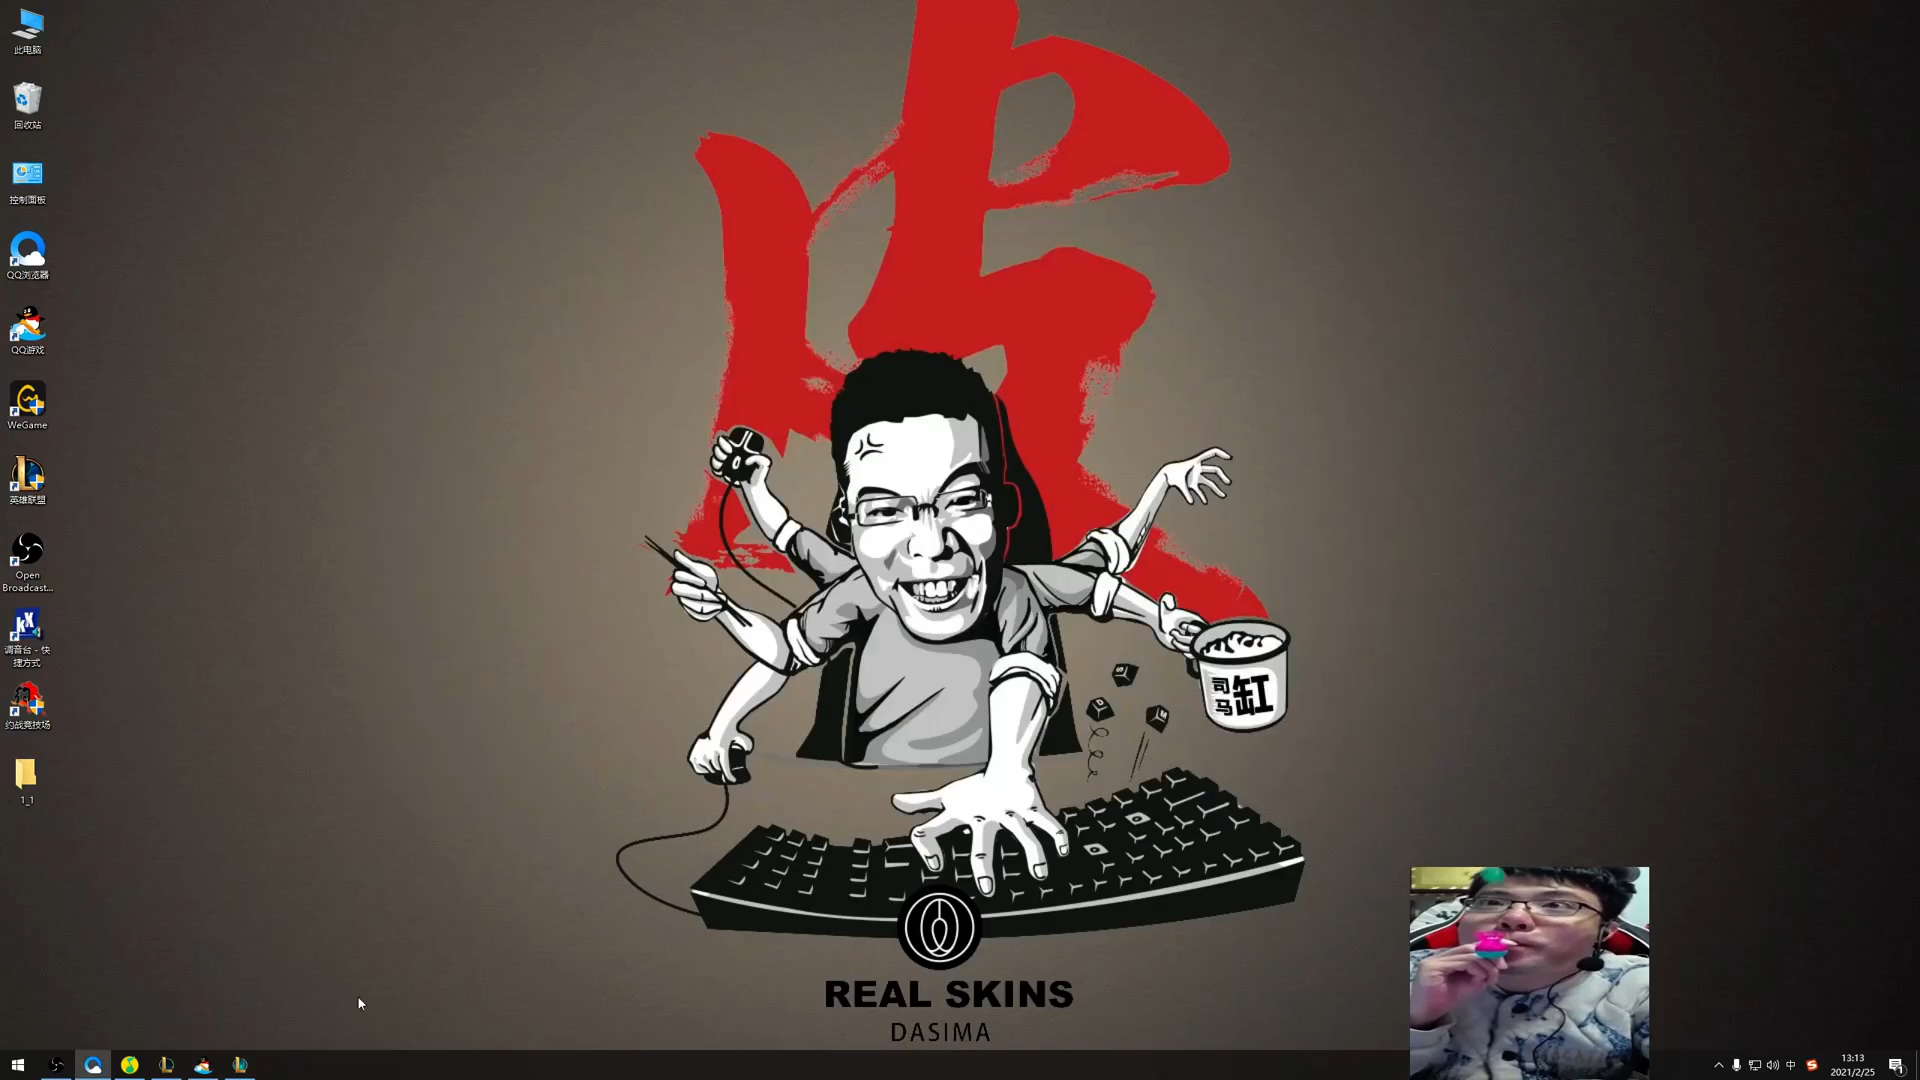 此电脑
回收站
控制面板
QQ浏览器
QQ游戏
WeGame
英雄联盟
Open
Broadcast...
调音台 - 快
捷方式
约战竞技场
1_1
司马
缸
REAL SKINS
DASIMA
中
13:13
2021/2/25